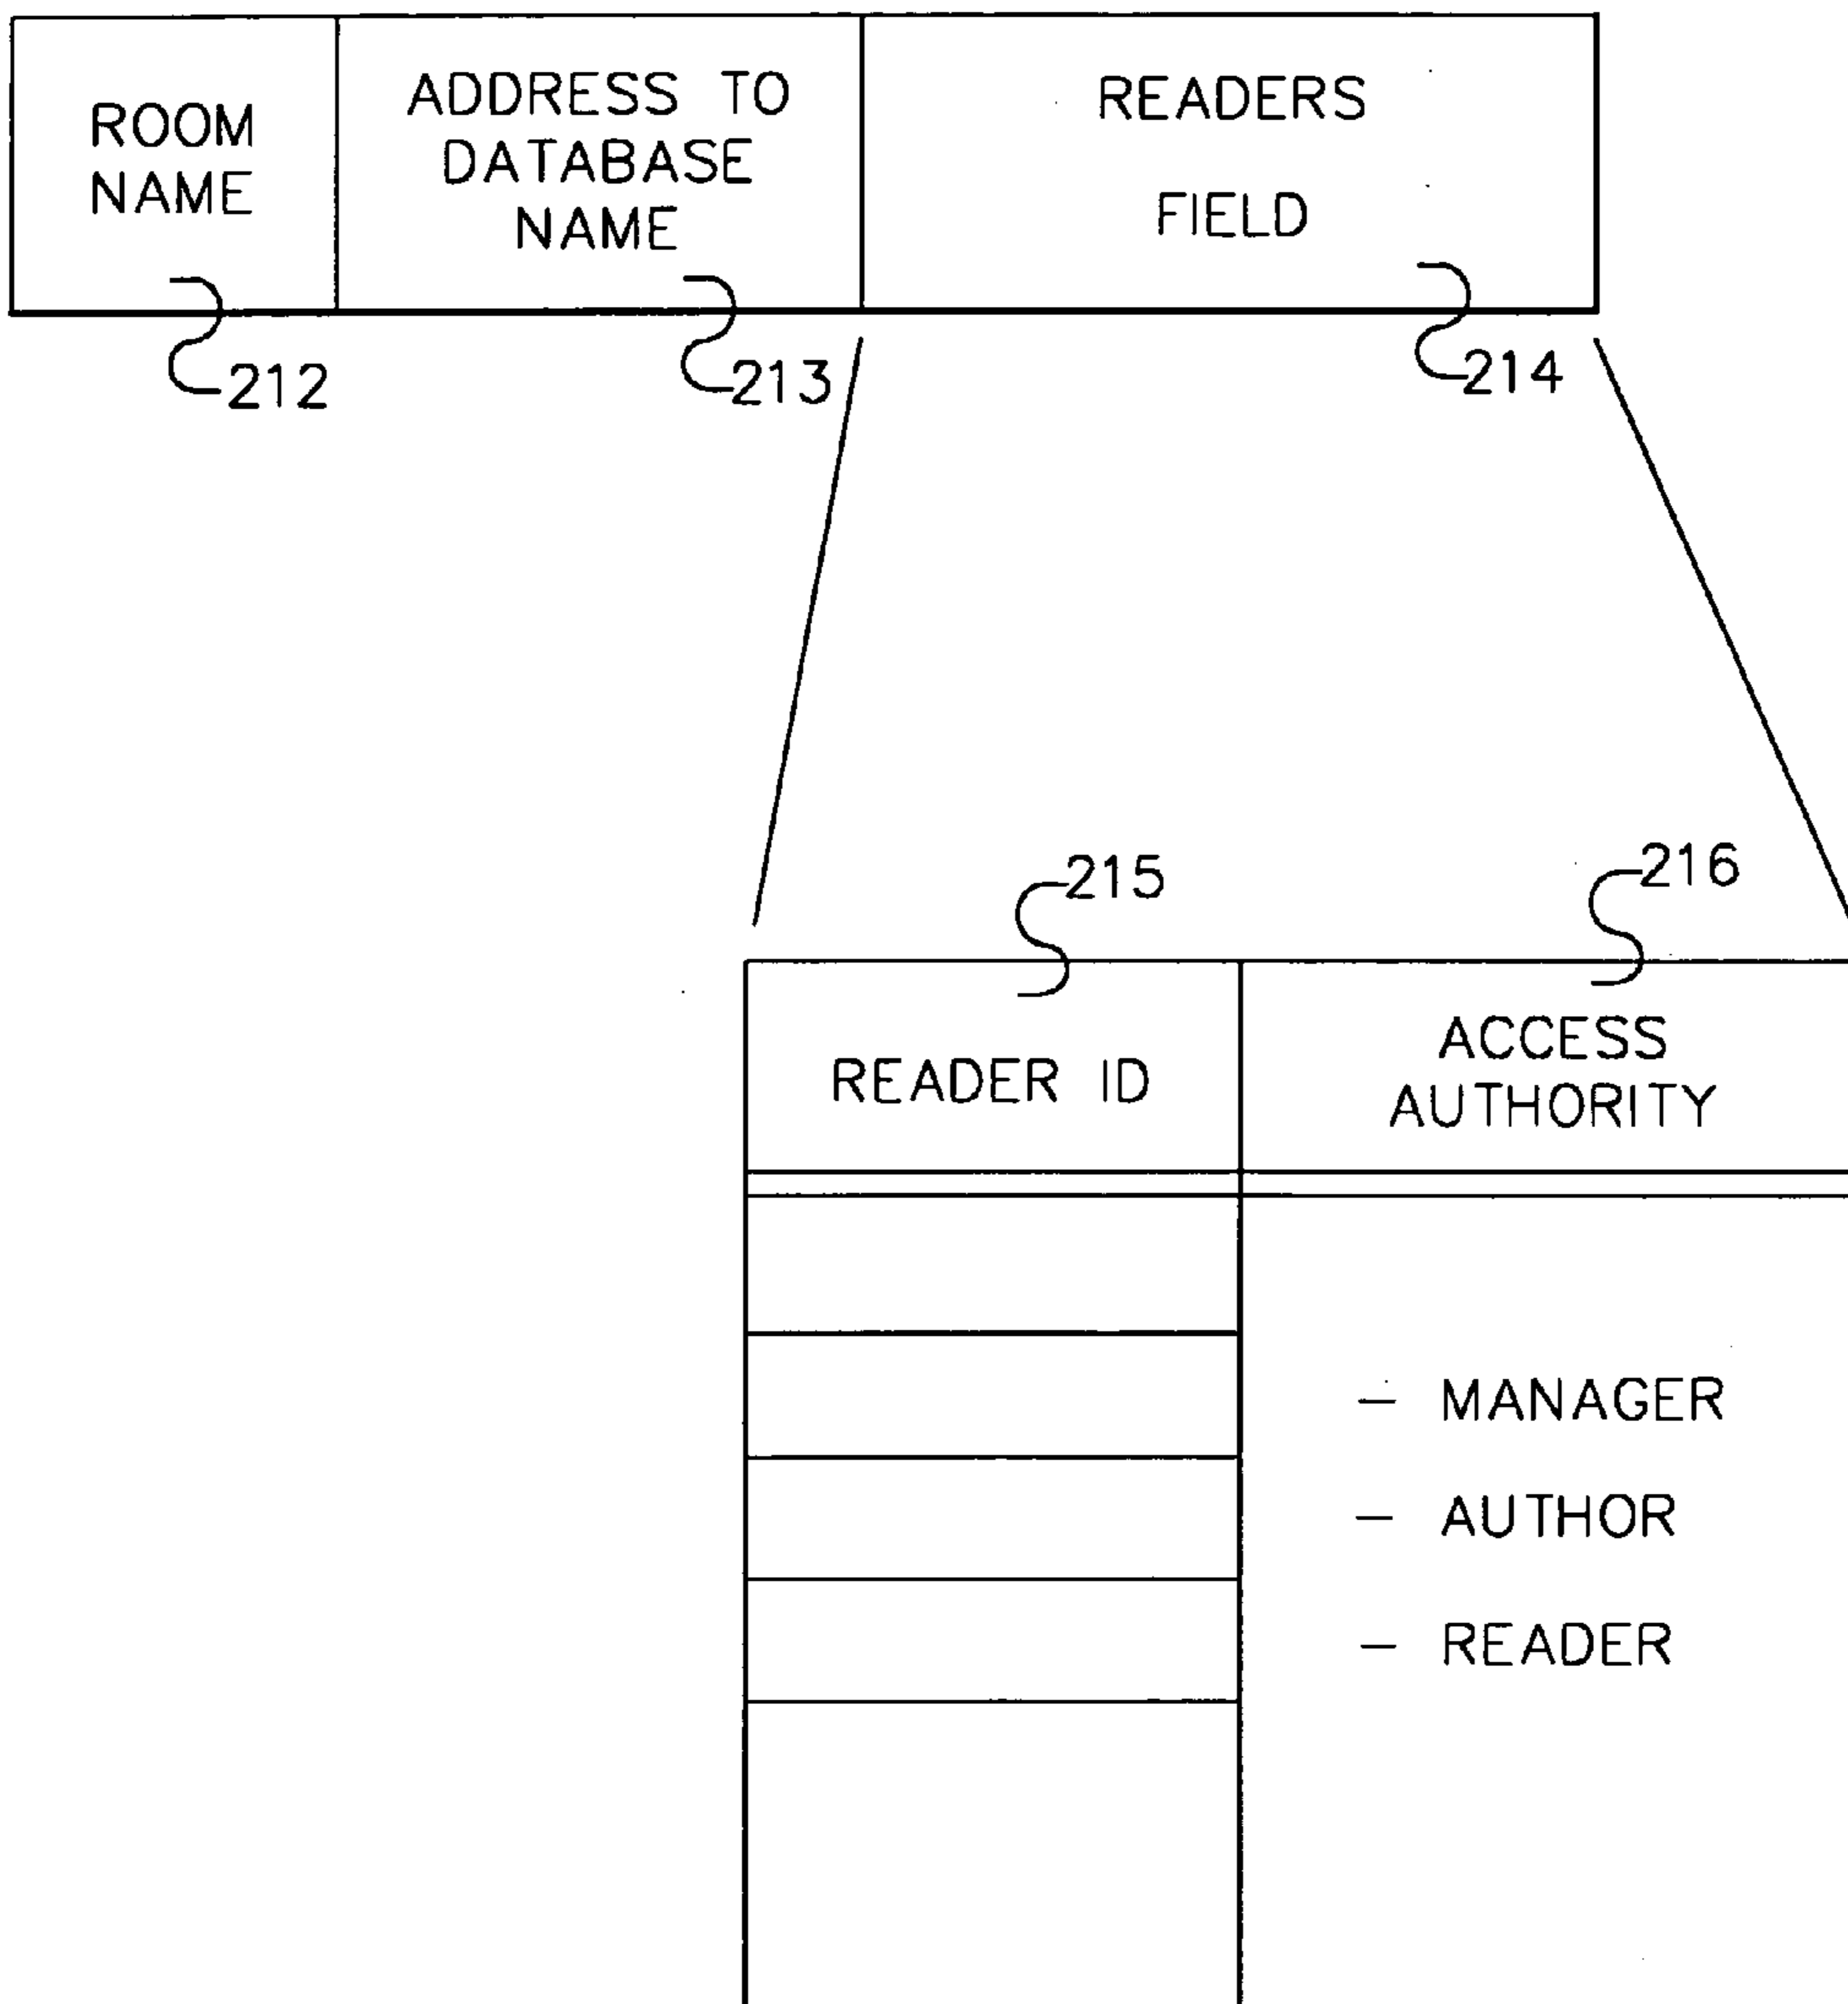 ROOM
NAME
ADDRESS TO
DATABASE
NAME
READERS
FIELD
212
213
214
215
216
READER ID
ACCESS
AUTHORITY
– MANAGER
– AUTHOR
– READER